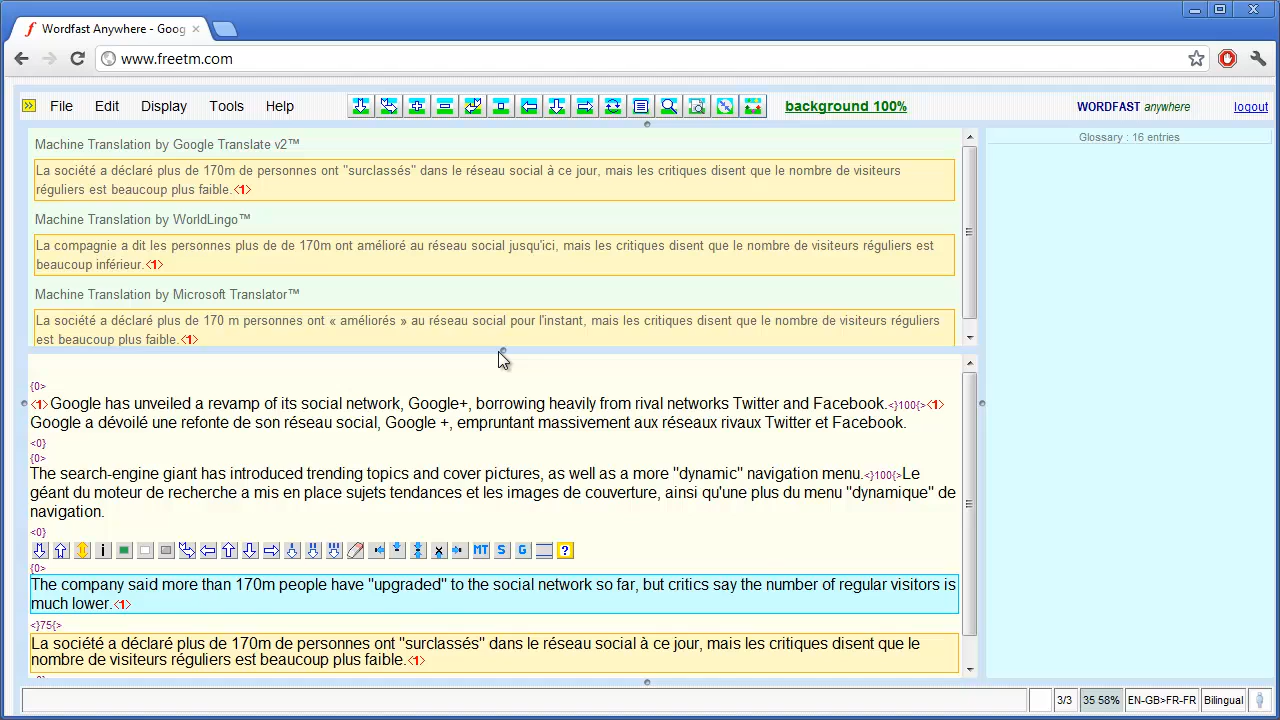 Wordfast Anywhere - Goog
www.freetm.com
File Edit Display Tools Help background 100% WORDFAST anywhere logout
Machine Translation by Google Translate v2™
La société a déclaré plus de 170m de personnes ont "surclassés" dans le réseau social à ce jour, mais les critiques disent que le nombre de visiteurs
réguliers est beaucoup plus faible.<1>
Machine Translation by WorldLingo™
La compagnie a dit les personnes plus de de 170m ont amélioré au réseau social jusqu'ici, mais les critiques disent que le nombre de visiteurs réguliers est
beaucoup inférieur.<1>
Machine Translation by Microsoft Translator™
La société a déclaré plus de 170 m personnes ont « améliorés » au réseau social pour l'instant, mais les critiques disent que le nombre de visiteurs réguliers
est beaucoup plus faible.<1>
Glossary : 16 entries
{0>
<1>Google has unveiled a revamp of its social network, Google+, borrowing heavily from rival networks Twitter and Facebook.<}100{><1>
Google a dévoilé une refonte de son réseau social, Google +, empruntant massivement aux réseaux rivaux Twitter et Facebook.
<0}
{0>
The search-engine giant has introduced trending topics and cover pictures, as well as a more "dynamic" navigation menu.<}100{>Le
géant du moteur de recherche a mis en place sujets tendances et les images de couverture, ainsi qu'une plus du menu "dynamique" de
navigation.
<0}
i MT S G ?
{0>
The company said more than 170m people have "upgraded" to the social network so far, but critics say the number of regular visitors is
much lower.<1>
<}75{>
La société a déclaré plus de 170m de personnes ont "surclassés" dans le réseau social à ce jour, mais les critiques disent que le
nombre de visiteurs réguliers est beaucoup plus faible.<1>
3/3 35 58% EN-GB>FR-FR Bilingual